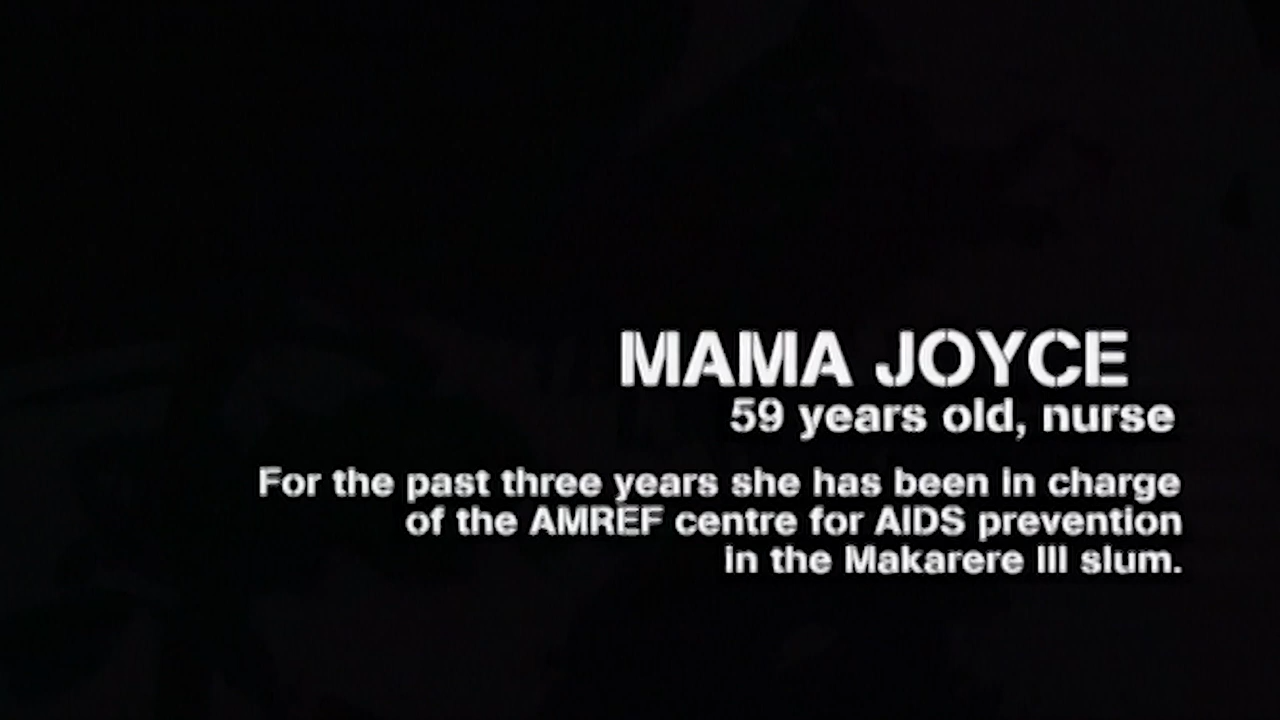 MAMA JOYCE
59 years old, nurse
For the past three years she has been in charge
of the AMREF centre for AIDS prevention
in the Makarere III slum.